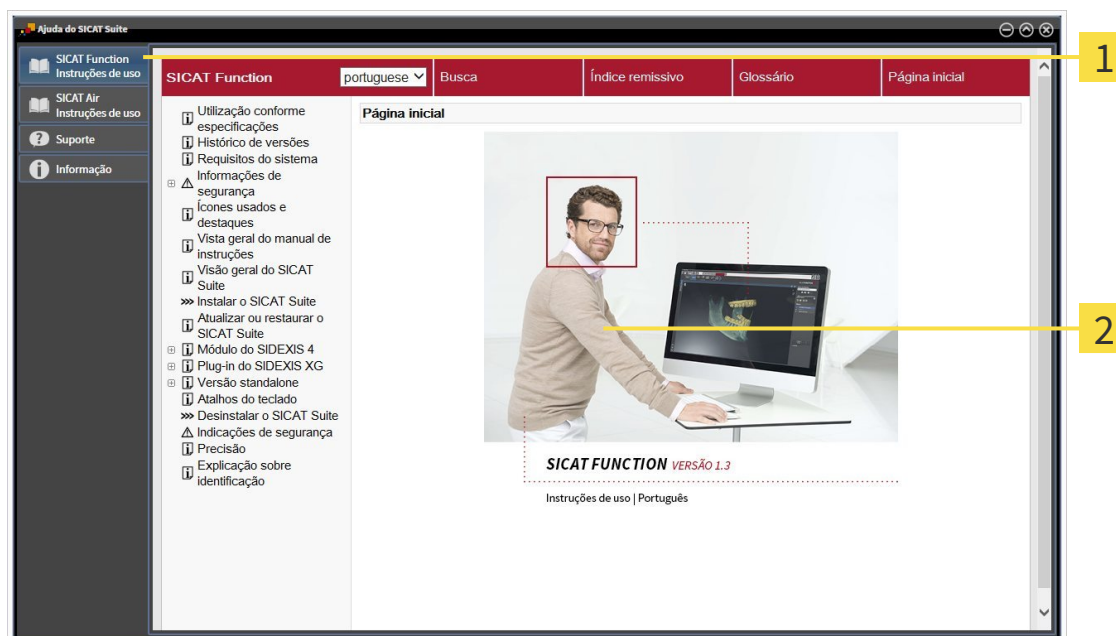 Ajuda do SICAT Suite
SICAT Function
Instruções de uso
SICAT Air
Instruções de uso
Suporte
Informação
1
SICAT Function
portuguese
Busca
Índice remissivo
Glossário
Página inicial
Utilização conforme
especificações
Histórico de versões
Requisitos do sistema
Informações de
segurança
Ícones usados e
destaques
Vista geral do manual de
instruções
Visão geral do SICAT
Suite
Instalar o SICAT Suite
Atualizar ou restaurar o
SICAT Suite
Módulo do SIDEXIS 4
Plug-in do SIDEXIS XG
Versão standalone
Atalhos do teclado
Desinstalar o SICAT Suite
Indicações de segurança
Precisão
Explicação sobre
identificação
Página inicial
2
SICAT FUNCTION VERSÃO 1.3
Instruções de uso | Português